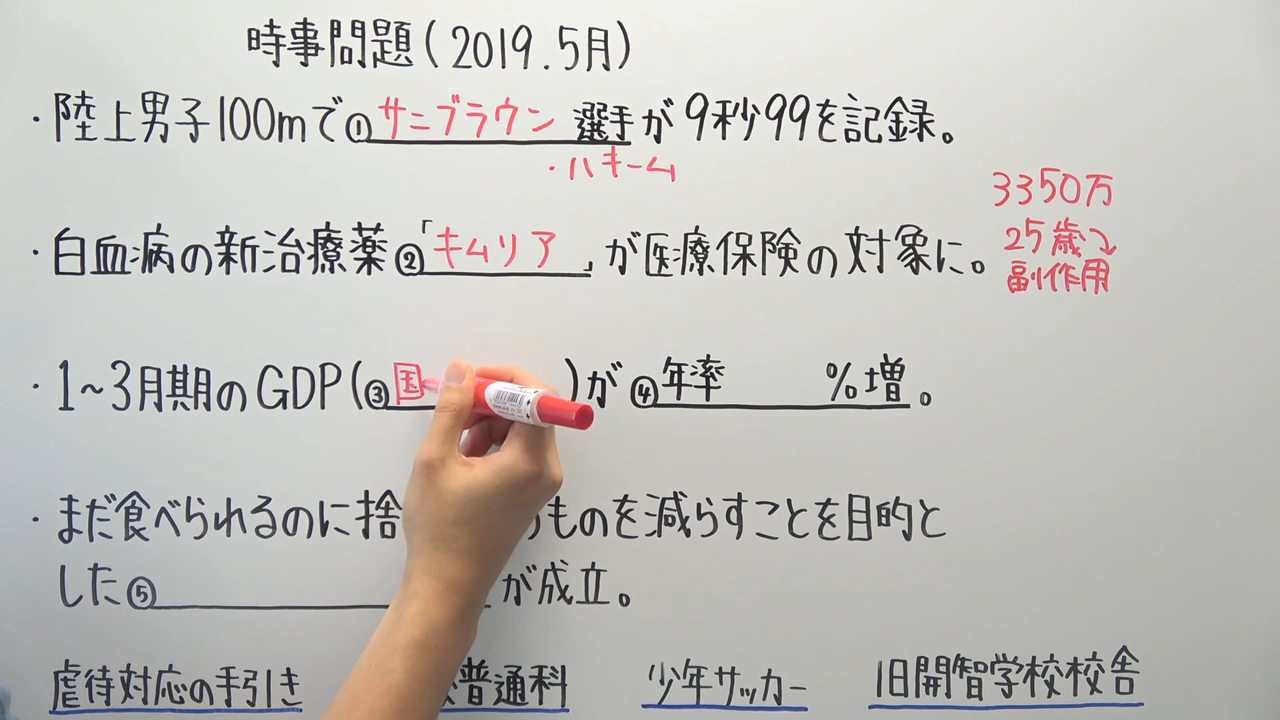 時事問題(2019.5月)
・陸上男子100mで①サニブラウン 選手が9秒99を記録。
・ハキーム
3350万
・白血病の新治療薬②「キムリア」が医療保険の対象に。
25歳
副作用
・1~3月期のGDP(③国 )が④年率 %増。
・まだ食べられるのに捨 ものを減らすことを目的と
した⑤ が成立。
虐待対応の手引き 普通科 少年サッカー 旧開智学校校舎